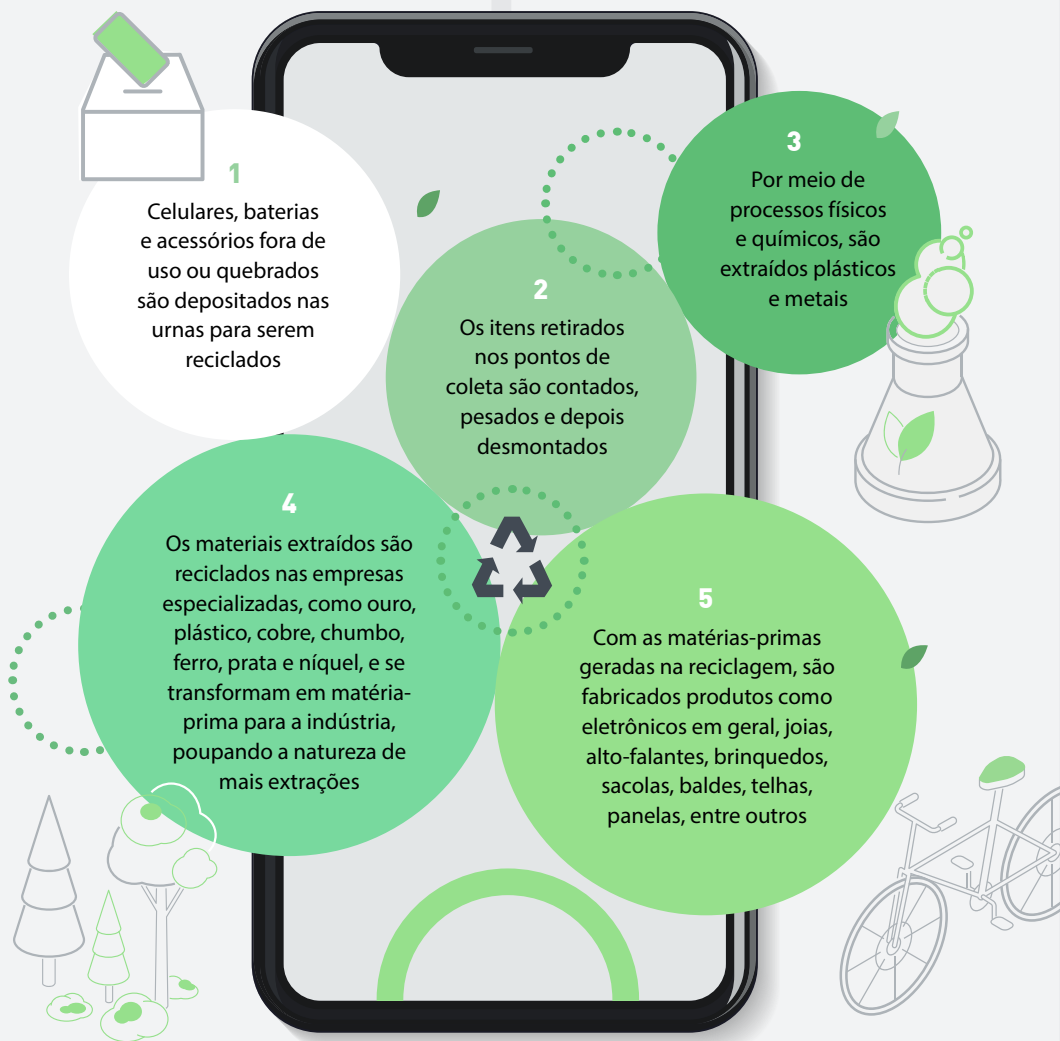 1
Celulares, baterias
e acessórios fora de
uso ou quebrados
são depositados nas
urnas para serem
reciclados
2
Os itens retirados
nos pontos de
coleta são contados,
pesados e depois
desmontados
3
Por meio de
processos físicos
e químicos, são
extraídos plásticos
e metais
4
Os materiais extraídos são
reciclados nas empresas
especializadas, como ouro,
plástico, cobre, chumbo,
ferro, prata e níquel, e se
transformam em matéria-
prima para a indústria,
poupando a natureza de
mais extrações
5
Com as matérias-primas
geradas na reciclagem, são
fabricados produtos como
eletrônicos em geral, joias,
alto-falantes, brinquedos,
sacolas, baldes, telhas,
panelas, entre outros